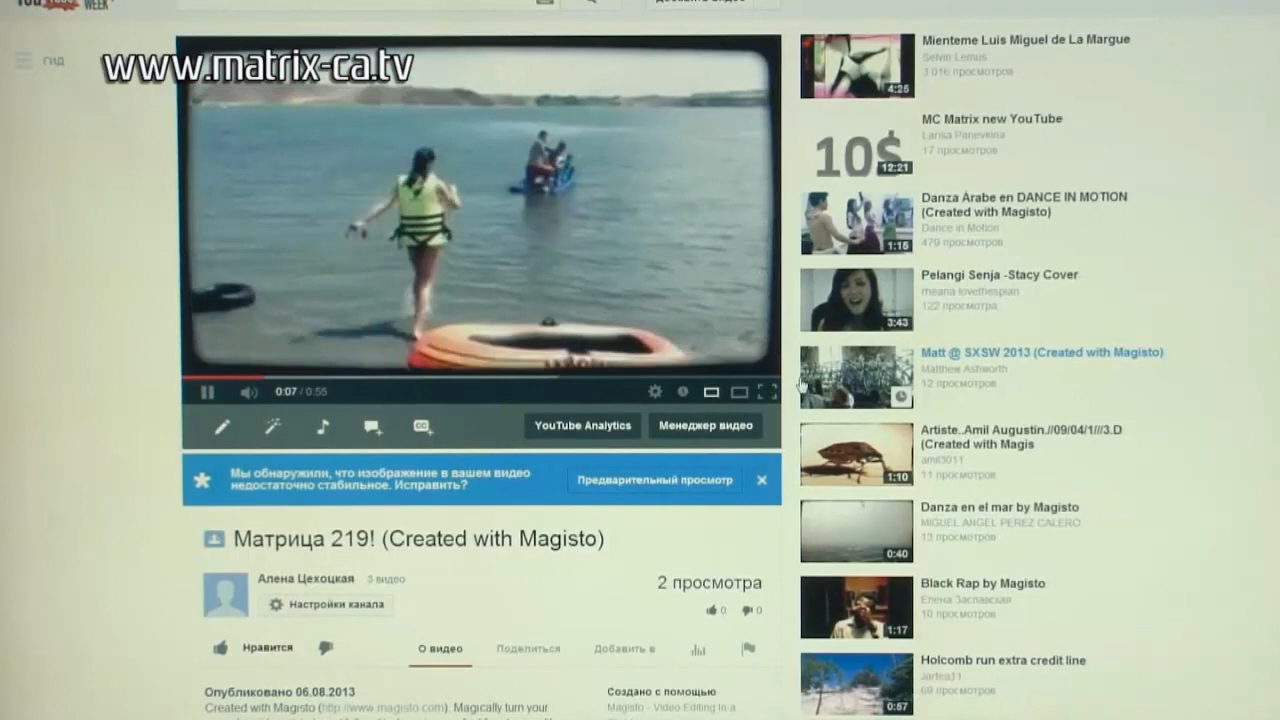 WEEK
гид
www.matrix-ca.tv
0:07 / 0:55
YouTube Analytics
Менеджер видео
Мы обнаружили, что изображение в вашем видео
недостаточно стабильное. Исправить?
Предварительный просмотр
Матрица 219! (Created with Magisto)
Алена Цехоцкая 3 видео
Настройки канала
2 просмотра
0 0
Нравится
О видео
Поделиться
Добавить в
Опубликовано 06.08.2013
Created with Magisto (http://www.magisto.com). Magically turn your
Создано с помощью
Magisto - Video Editing in a
4:25
Mienteme Luis Miguel de La Margue
Selvin Lemus
3 016 просмотров
10$
12:21
MC Matrix new YouTube
Larisa Panevkina
17 просмотров
1:15
Danza Árabe en DANCE IN MOTION
(Created with Magisto)
Dance in Motion
479 просмотров
3:43
Pelangi Senja -Stacy Cover
meana lovethespian
122 просмотра
Matt @ SXSW 2013 (Created with Magisto)
Matthew Ashworth
12 просмотров
1:10
Artiste..Amil Augustin.//09/04/1///3.D
(Created with Magis
amil3011
11 просмотров
0:40
Danza en el mar by Magisto
MIGUEL ANGEL PEREZ CALERO
13 просмотров
1:17
Black Rap by Magisto
Елена Заславская
10 просмотров
0:57
Holcomb run extra credit line
69 просмотров